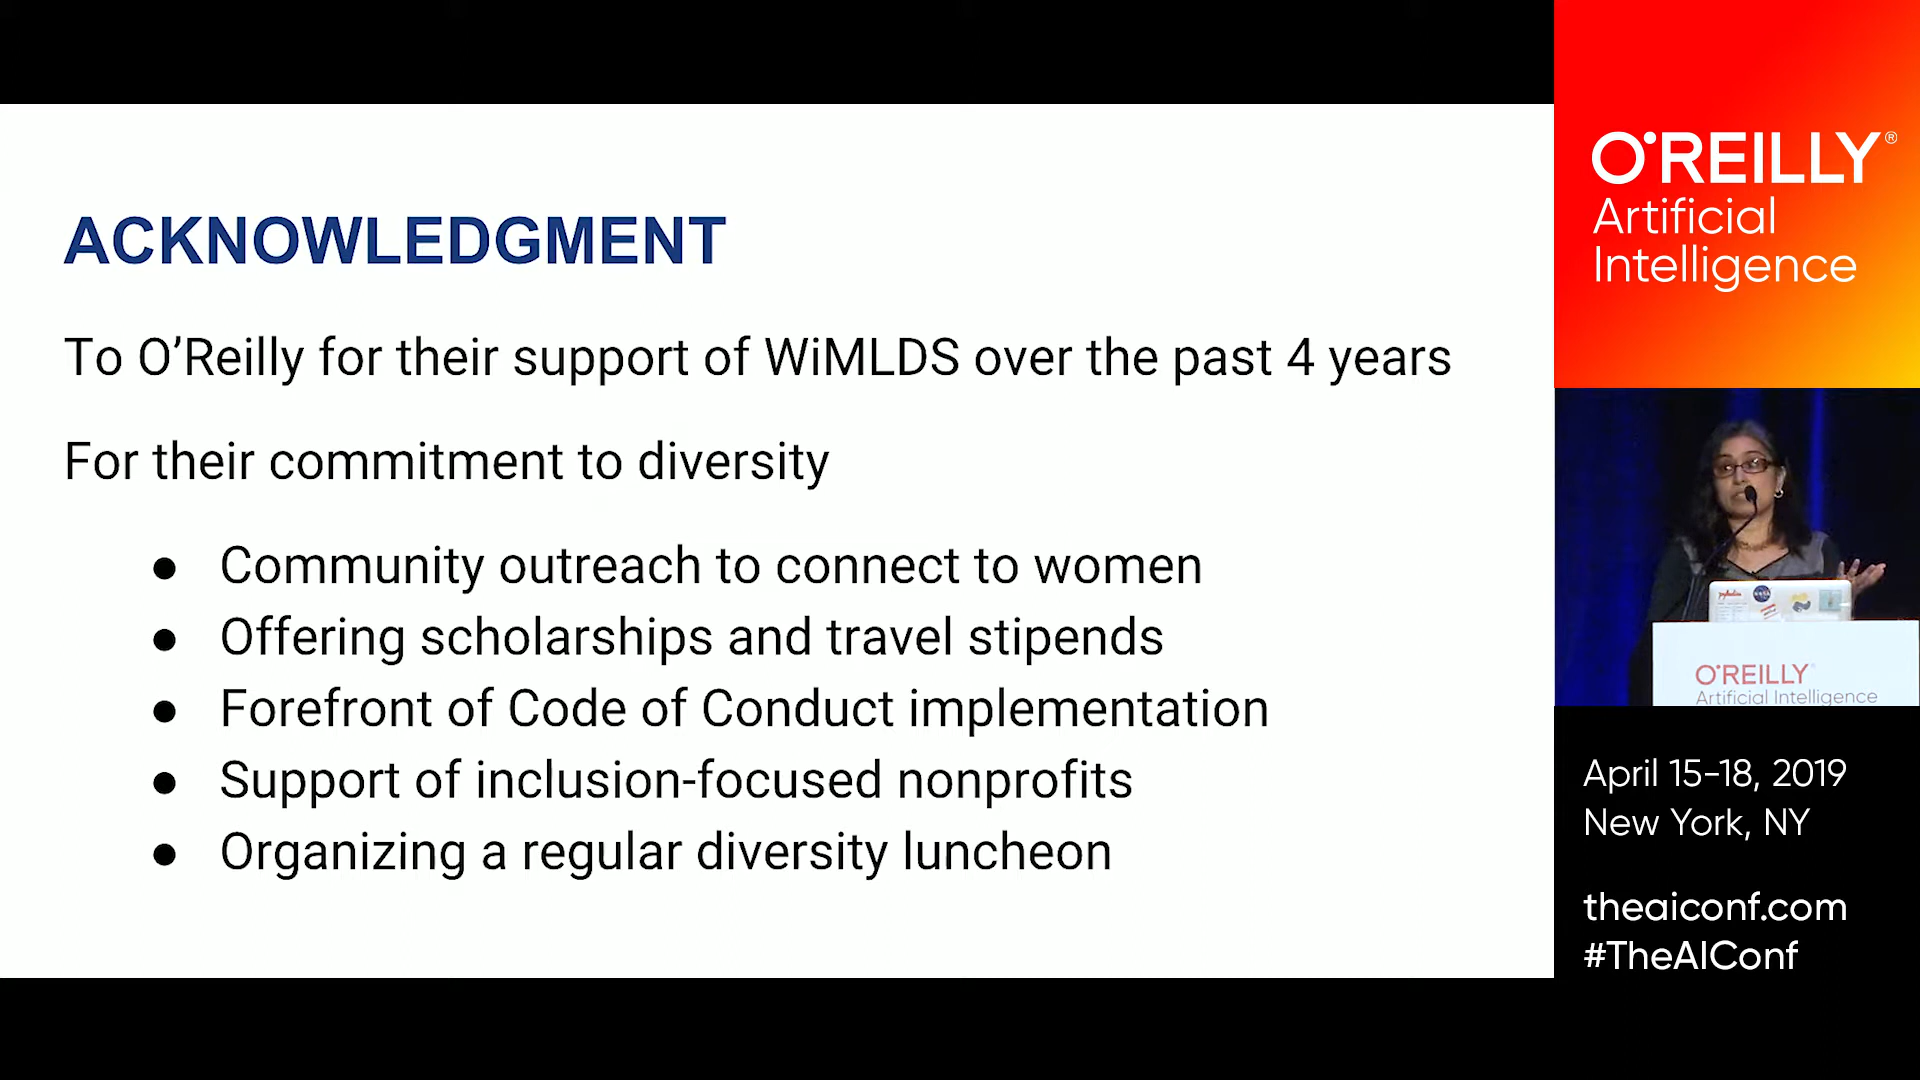 ACKNOWLEDGMENT
To O’Reilly for their support of WiMLDS over the past 4 years
For their commitment to diversity
● Community outreach to connect to women
● Offering scholarships and travel stipends
● Forefront of Code of Conduct implementation
● Support of inclusion-focused nonprofits
● Organizing a regular diversity luncheon
O'REILLY®
Artificial
Intelligence
NASA
O'REILLY
Artificial Intelligence
April 15-18, 2019
New York, NY
theaiconf.com
#TheAIConf